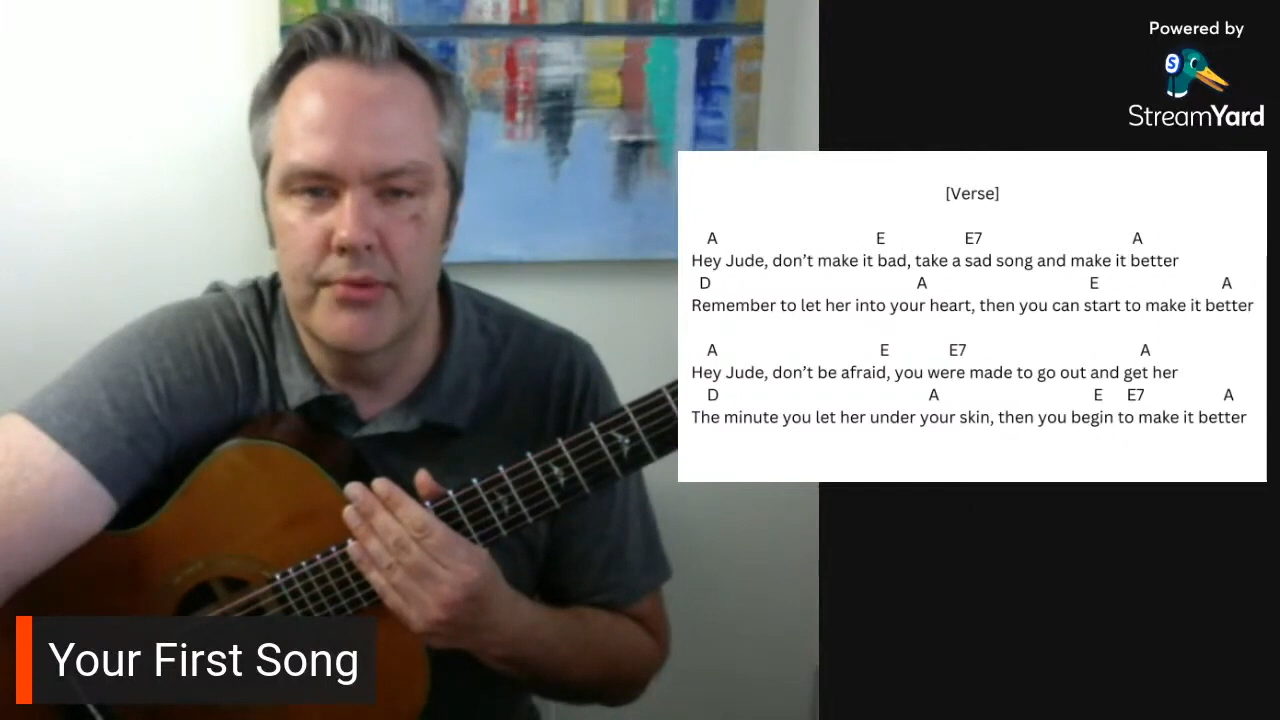 Powered by
StreamYard
[Verse]
A E E7 A
Hey Jude, don’t make it bad, take a sad song and make it better
D A E A
Remember to let her into your heart, then you can start to make it better
A E E7 A
Hey Jude, don’t be afraid, you were made to go out and get her
D A E E7 A
The minute you let her under your skin, then you begin to make it better
Your First Song